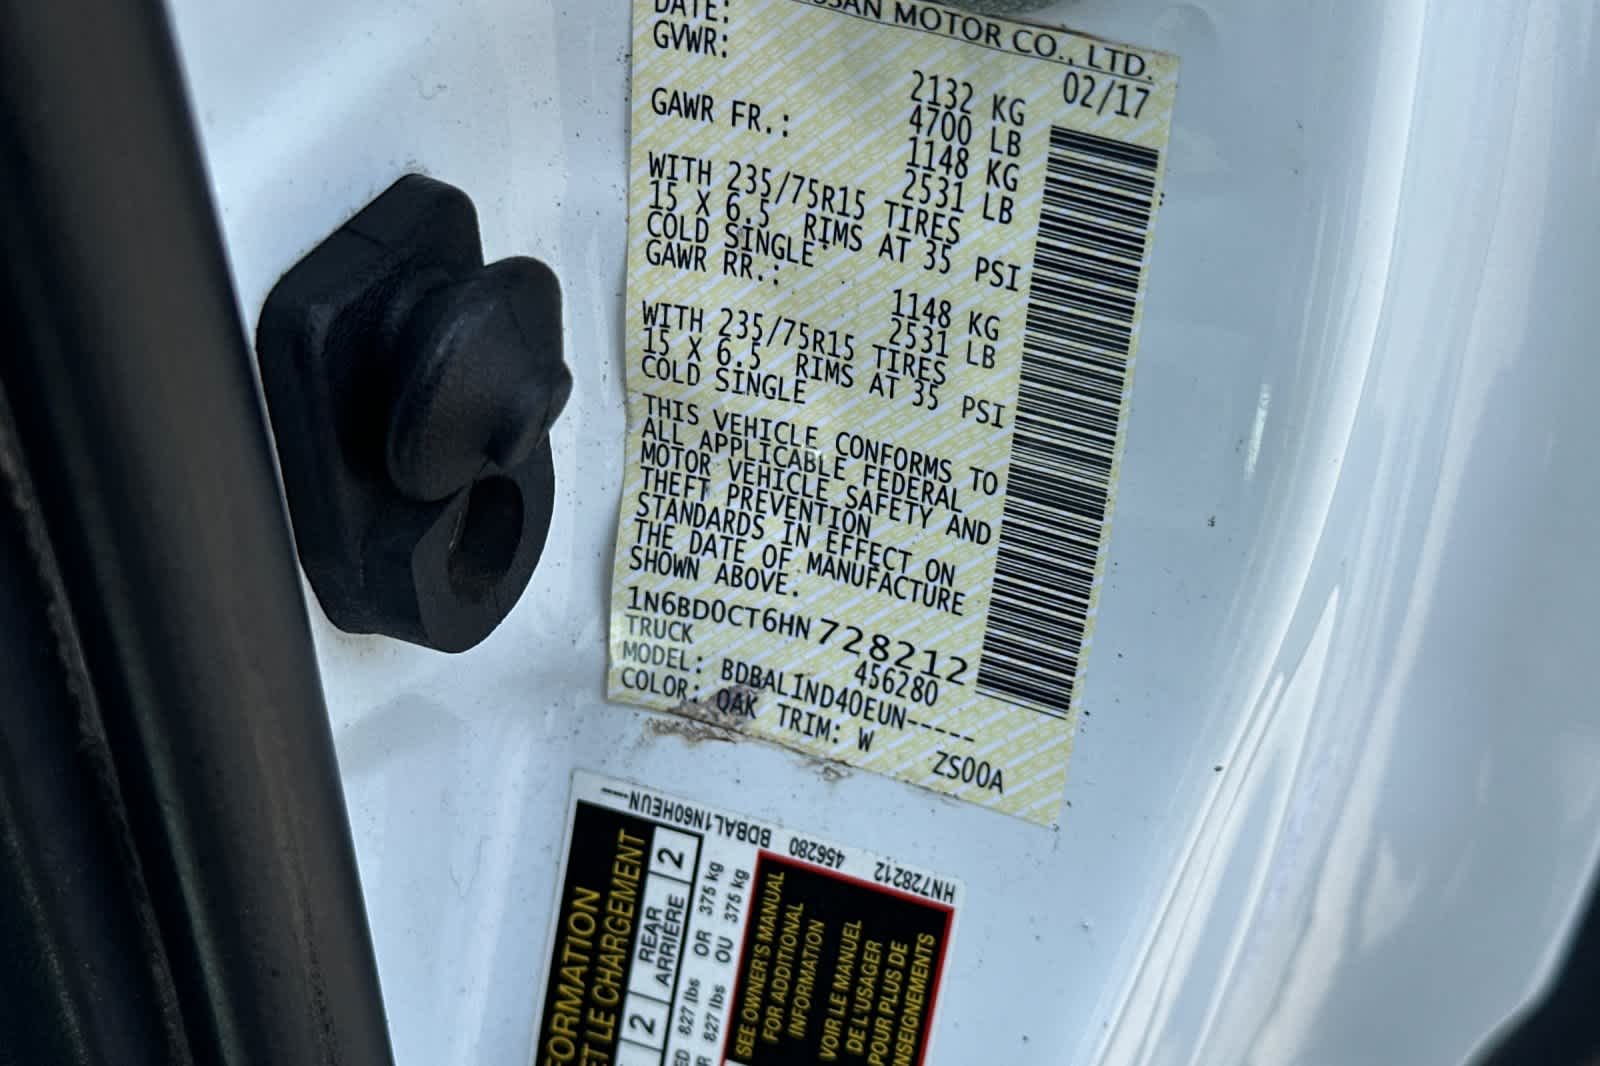 NISSAN MOTOR CO., LTD.
DATE: 02/17
GVWR: 2132 KG
4700 LB
GAWR FR.: 1148 KG
2531 LB
WITH 235/75R15 TIRES
15 X 6.5 RIMS AT 35 PSI
COLD SINGLE
GAWR RR.: 1148 KG
2531 LB
WITH 235/75R15 TIRES
15 X 6.5 RIMS AT 35 PSI
COLD SINGLE
THIS VEHICLE CONFORMS TO
ALL APPLICABLE FEDERAL
MOTOR VEHICLE SAFETY AND
THEFT PREVENTION
STANDARDS IN EFFECT ON
THE DATE OF MANUFACTURE
SHOWN ABOVE.
1N6BD0CT6HN728212
TRUCK 456280
MODEL: BDBAL1ND40EUN-----
COLOR: QAK TRIM: W ZS00A
HN728212 456280 BDBAL1N60HEUN----
ET LE CHARGEMENT
2 REAR ARRIÈRE 2
827 lbs OR 375 kg
827 lbs OU 375 kg
SEE OWNER'S MANUAL
FOR ADDITIONAL
INFORMATION
VOIR LE MANUEL
DE L'USAGER
POUR PLUS DE